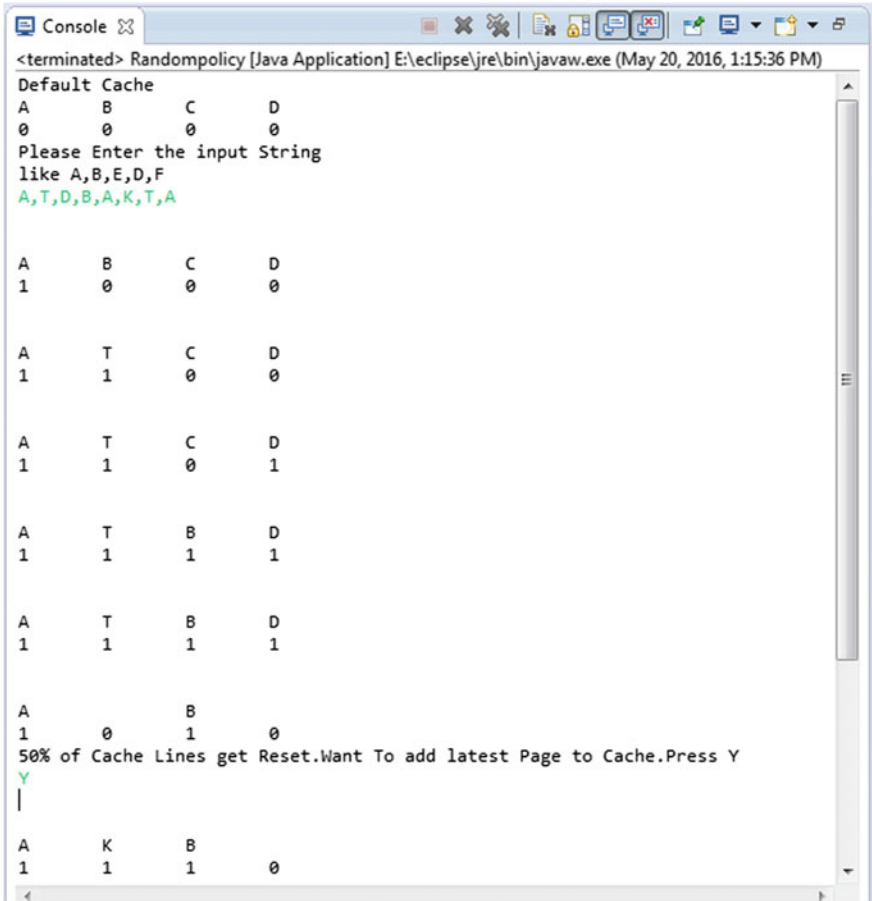 Console
<terminated> Randompolicy [Java Application] E:\eclipse\jre\bin\javaw.exe (May 20, 2016, 1:15:36 PM)
Default Cache
A B C D
0 0 0 0
Please Enter the input String
like A,B,E,D,F
A,T,D,B,A,K,T,A
A B C D
1 0 0 0
A T C D
1 1 0 0
A T C D
1 1 0 1
A T B D
1 1 1 1
A T B D
1 1 1 1
A B
1 0 1 0
50% of Cache Lines get Reset.Want To add latest Page to Cache.Press Y
Y
A K B
1 1 1 0